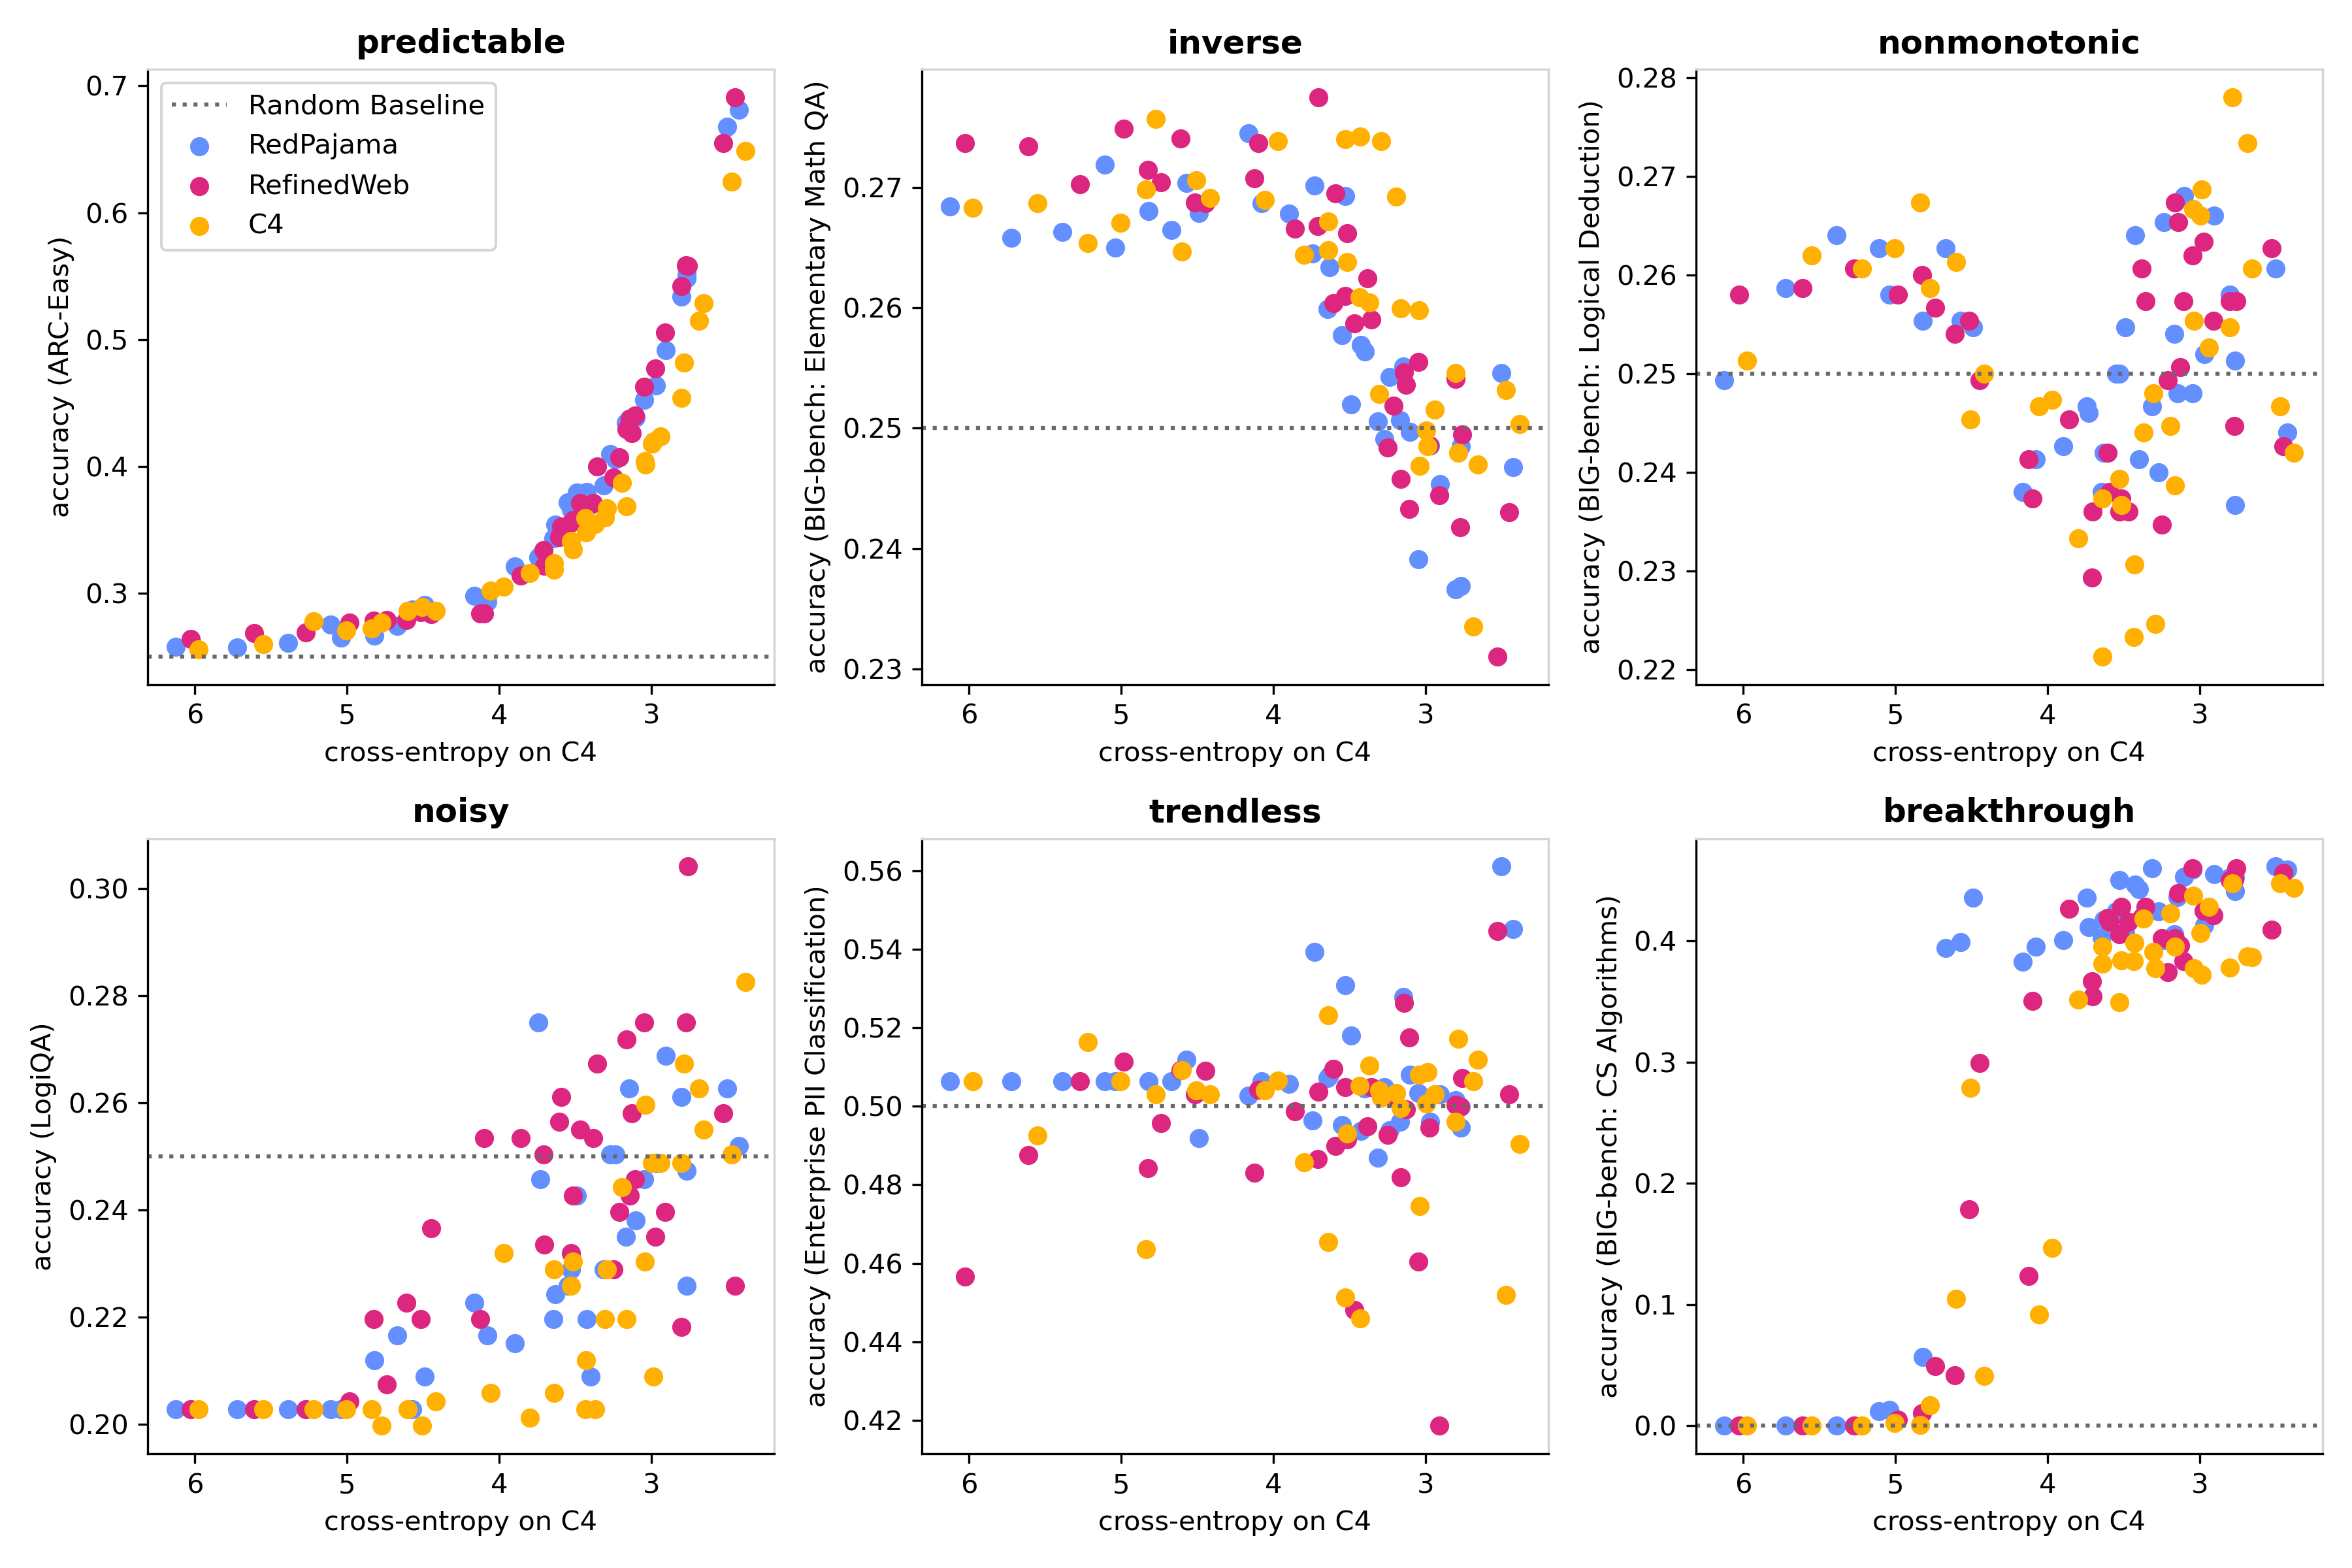 predictable
accuracy (ARC-Easy)
0.7
0.6
0.5
0.4
0.3
Random Baseline
RedPajama
RefinedWeb
C4
6 5 4 3
cross-entropy on C4
inverse
accuracy (BIG-bench: Elementary Math QA)
0.27
0.26
0.25
0.24
0.23
6 5 4 3
cross-entropy on C4
nonmonotonic
accuracy (BIG-bench: Logical Deduction)
0.28
0.27
0.26
0.25
0.24
0.23
0.22
6 5 4 3
cross-entropy on C4
noisy
accuracy (LogiQA)
0.30
0.28
0.26
0.24
0.22
0.20
6 5 4 3
cross-entropy on C4
trendless
accuracy (Enterprise PII Classification)
0.56
0.54
0.52
0.50
0.48
0.46
0.44
0.42
6 5 4 3
cross-entropy on C4
breakthrough
accuracy (BIG-bench: CS Algorithms)
0.4
0.3
0.2
0.1
0.0
6 5 4 3
cross-entropy on C4